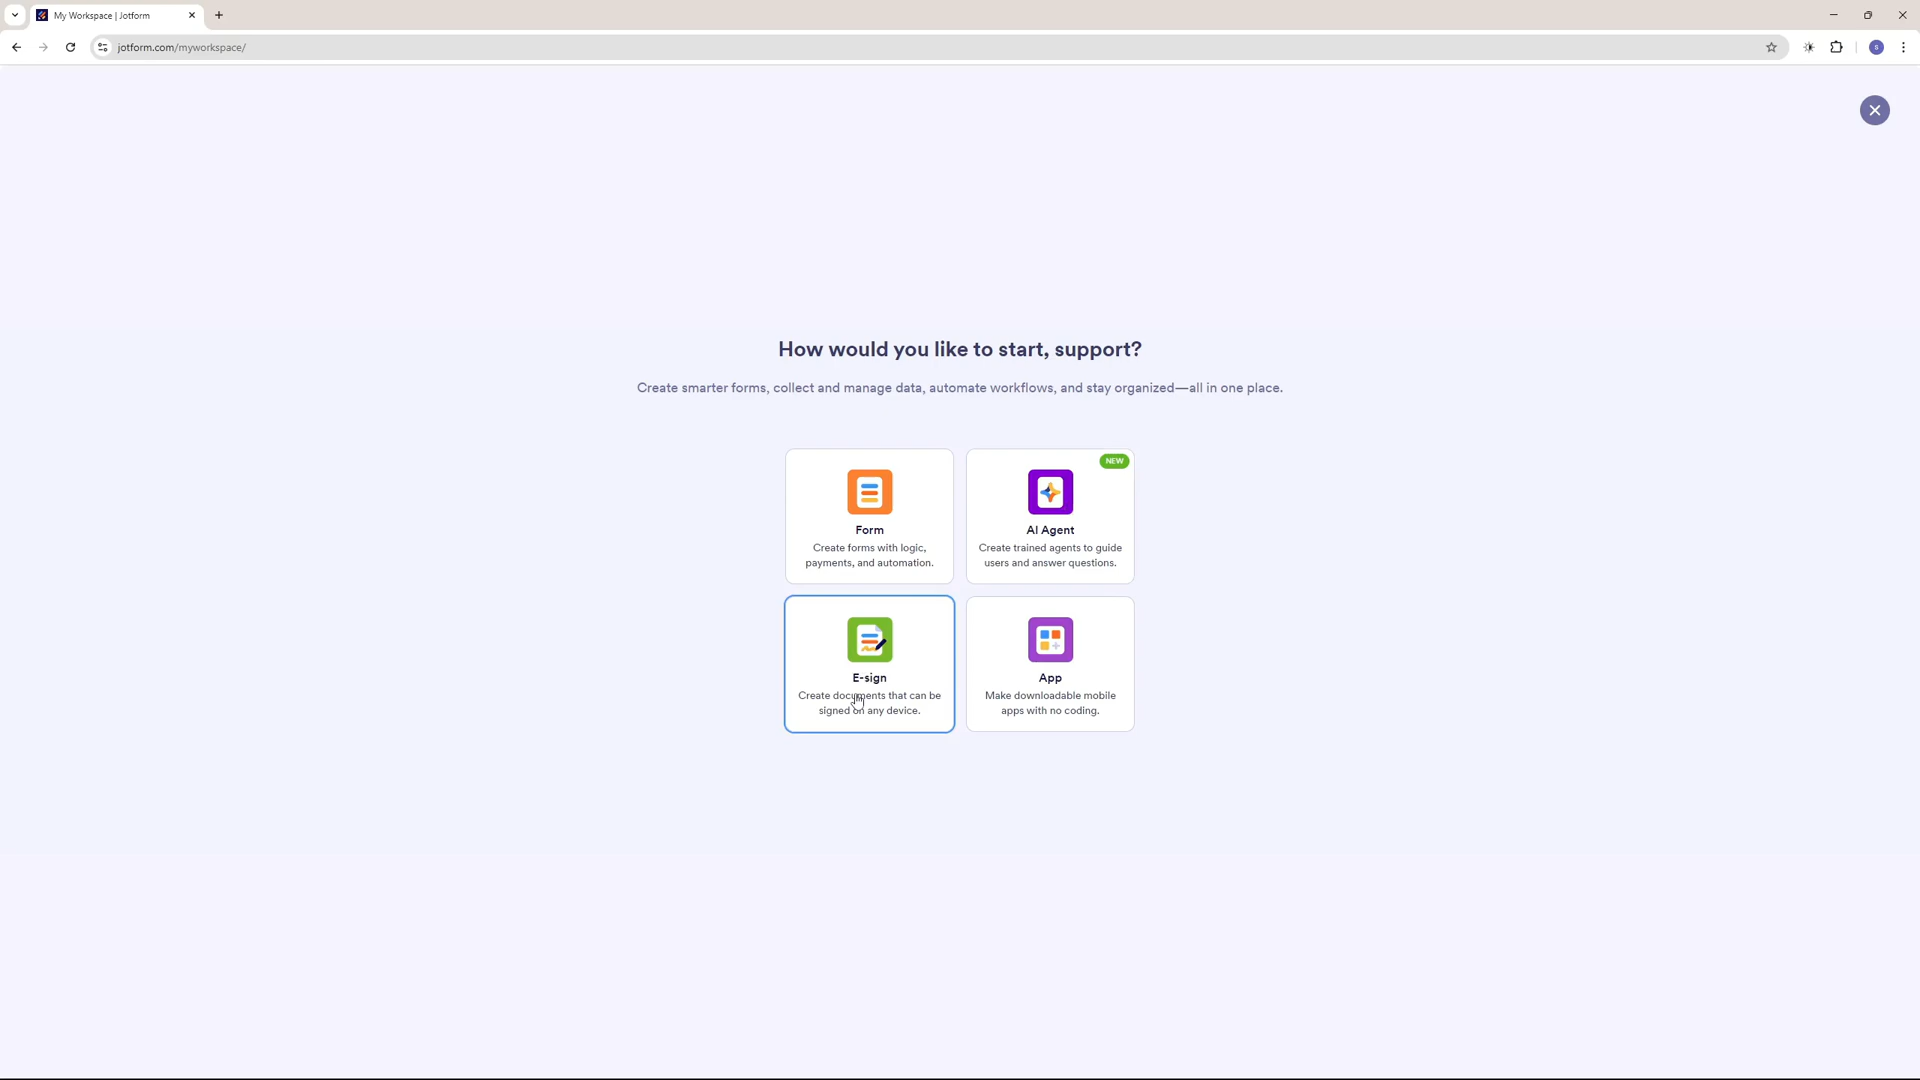 My Workspace | Jotform
jotform.com/myworkspace/
S
How would you like to start, support?
Create smarter forms, collect and manage data, automate workflows, and stay organized—all in one place.
Form
Create forms with logic,
payments, and automation.
NEW
AI Agent
Create trained agents to guide
users and answer questions.
E-sign
Create documents that can be
signed on any device.
App
Make downloadable mobile
apps with no coding.